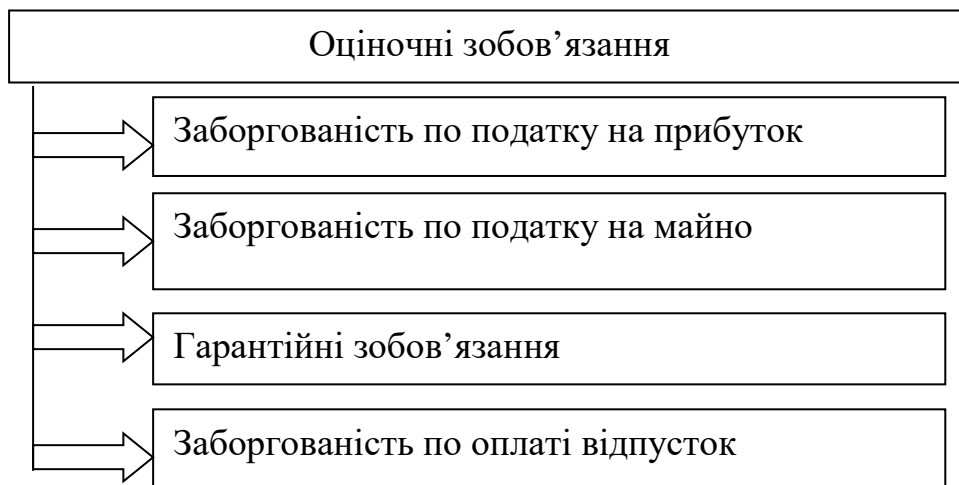 Оціночні зобов’язання
Заборгованість по податку на прибуток
Заборгованість по податку на майно
Гарантійні зобов’язання
Заборгованість по оплаті відпусток